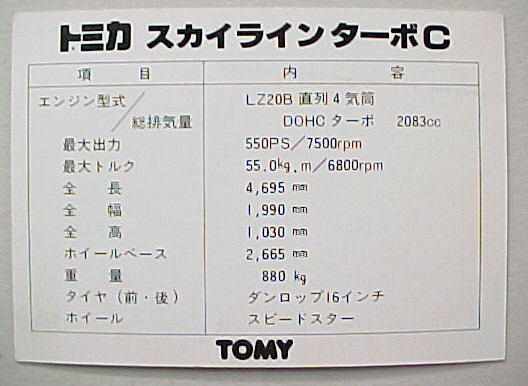 トミカ スカイラインターボC
項 目 内 容
エンジン型式/総排気量 LZ20B 直列4気筒
DOHCターボ 2083cc
最大出力 550PS/7500rpm
最大トルク 55.0kg.m/6800rpm
全 長 4,695 mm
全 幅 1,990 mm
全 高 1,030 mm
ホイールベース 2,665 mm
重 量 880 kg
タイヤ(前・後) ダンロップ16インチ
ホイール スピードスター
TOMY